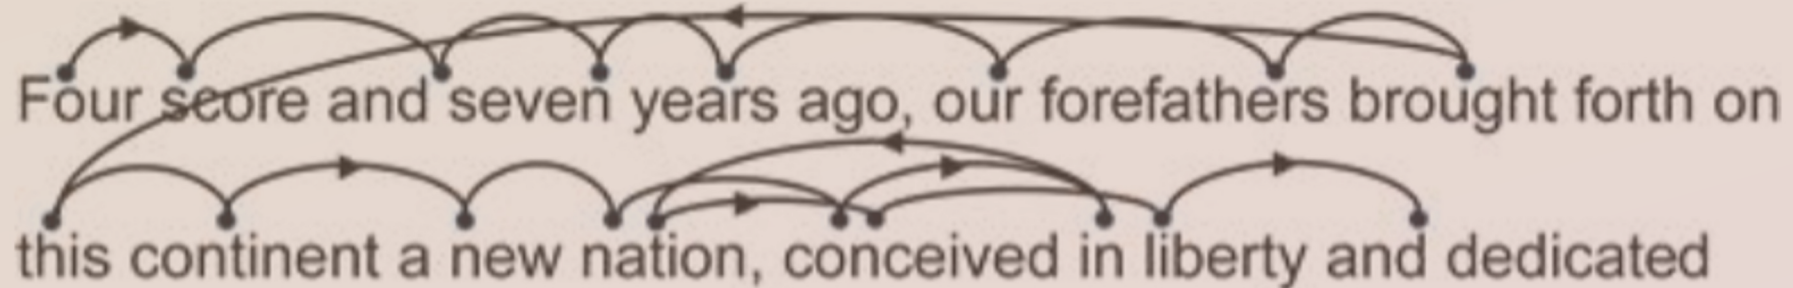 Four score and seven years ago, our forefathers brought forth on
this continent a new nation, conceived in liberty and dedicated